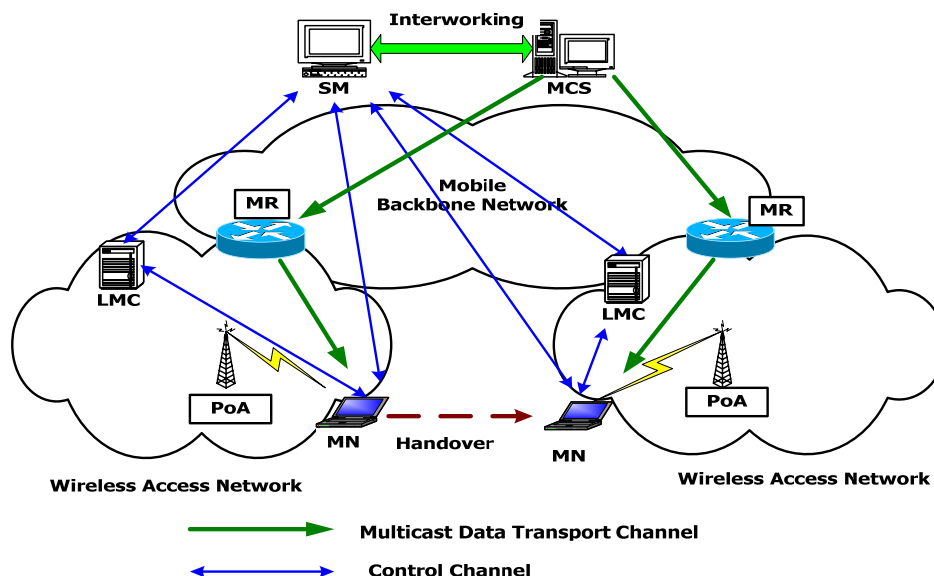 Interworking
SM
MCS
Mobile
Backbone Network
MR
MR
LMC
LMC
PoA
PoA
MN
Handover
MN
Wireless Access Network
Wireless Access Network
Multicast Data Transport Channel
Control Channel